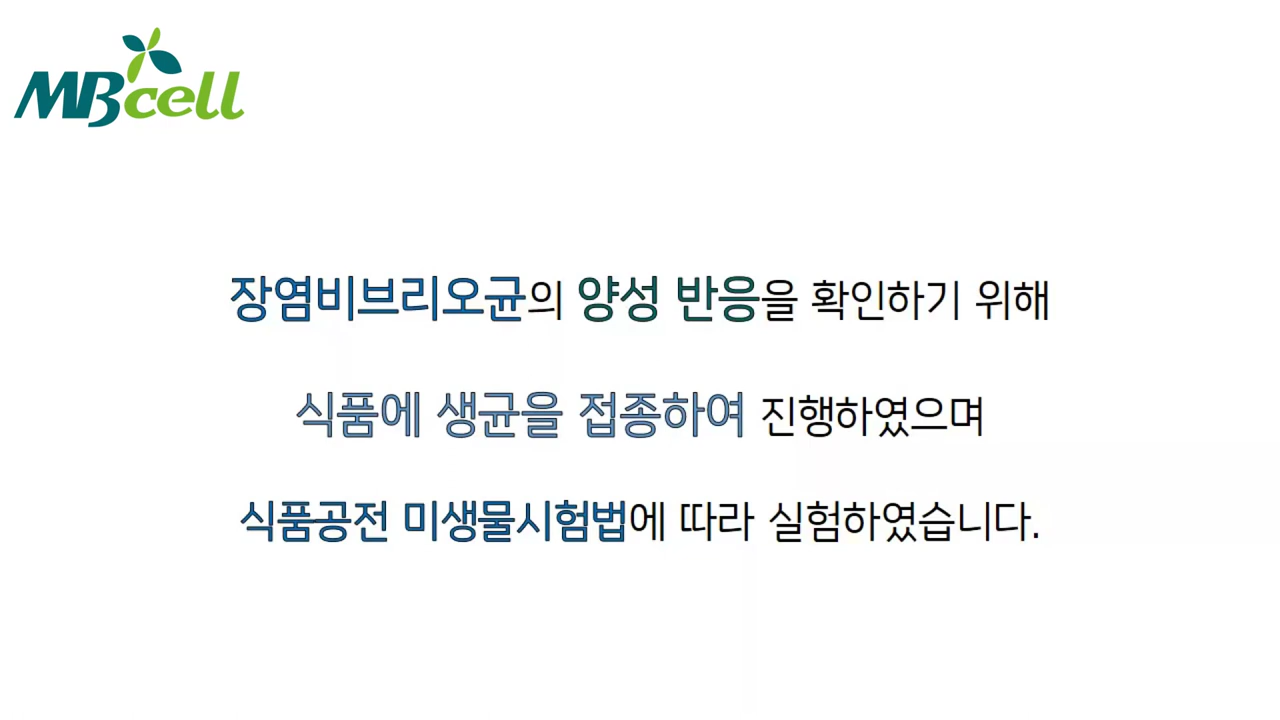 MBcell
장염비브리오균의 양성 반응을 확인하기 위해
식품에 생균을 접종하여 진행하였으며
식품공전 미생물시험법에 따라 실험하였습니다.